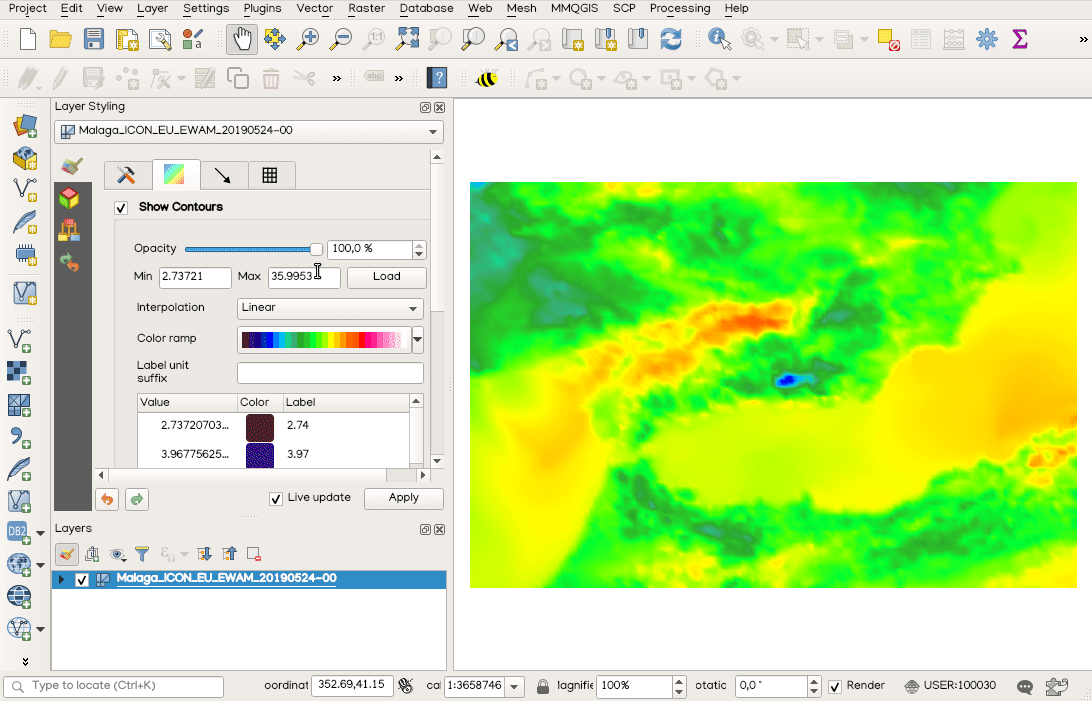 Project Edit View Layer Settings Plugins Vector Raster Database Web Mesh MMQGIS SCP Processing Help
»
abc
»
?
Layer Styling
Malaga_ICON_EU_EWAM_20190524-00
Show Contours
Opacity 100,0 %
Min 2.73721 Max 35.9953 Load
Interpolation Linear
Color ramp
Label unit
suffix
Value Color Label
2.73720703... 2.74
3.96775625... 3.97
Live update Apply
Layers
DB2
Malaga_ICON_EU_EWAM_20190524-00
Type to locate (Ctrl+K) oordinat 352.69,41.15 cal 1:3658746 lagnifie 100% otatic 0,0 ° Render USER:100030